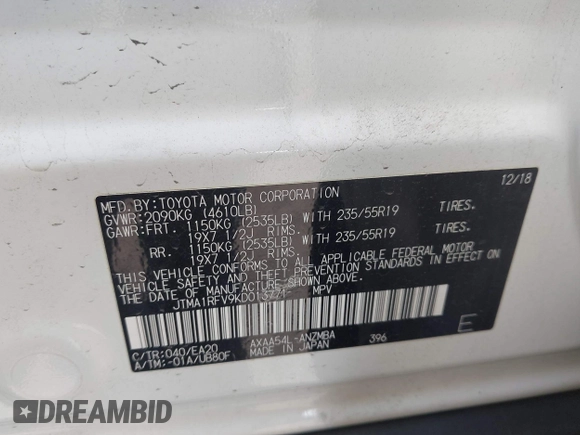 12/18
MFD.BY:TOYOTA MOTOR CORPORATION
GVWR:2090KG (4610LB)
GAWR:FRT. 1150KG (2535LB) WITH 235/55R19 TIRES.
19X7 1/2J RIMS.
RR. 1150KG (2535LB) WITH 235/55R19 TIRES.
19X7 1/2J RIMS.
THIS VEHICLE CONFORMS TO ALL APPLICABLE FEDERAL MOTOR
VEHICLE SAFETY AND THEFT PREVENTION STANDARDS IN EFFECT
ON THE DATE OF MANUFACTURE SHOWN ABOVE.
MPV
E
C/TR:040/EA20 AXAA54L-ANZMBA 396
A/TM:-01A/UB80F MADE IN JAPAN
DREAMBID